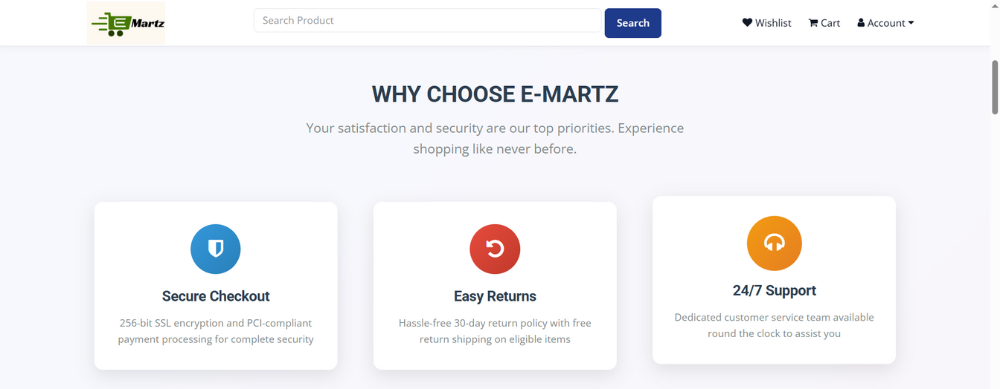 E Martz
Search Product
Search
Wishlist
Cart
Account
WHY CHOOSE E-MARTZ
Your satisfaction and security are our top priorities. Experience
shopping like never before.
Secure Checkout
256-bit SSL encryption and PCI-compliant
payment processing for complete security
Easy Returns
Hassle-free 30-day return policy with free
return shipping on eligible items
24/7 Support
Dedicated customer service team available
round the clock to assist you